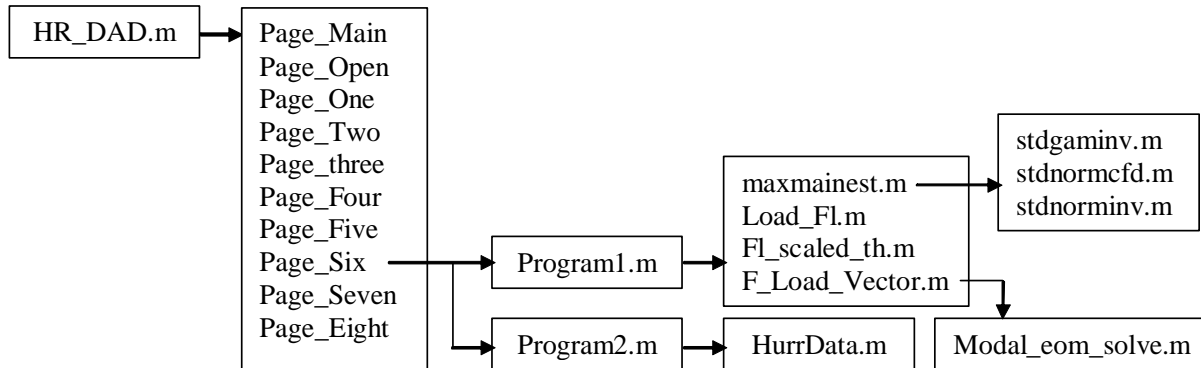 HR_DAD.m
Page_Main
Page_Open
Page_One
Page_Two
Page_three
Page_Four
Page_Five
Page_Six
Page_Seven
Page_Eight
Program1.m
Program2.m
maxmainest.m
Load_Fl.m
Fl_scaled_th.m
F_Load_Vector.m
HurrData.m
stdgaminv.m
stdnormcfd.m
stdnorminv.m
Modal_eom_solve.m